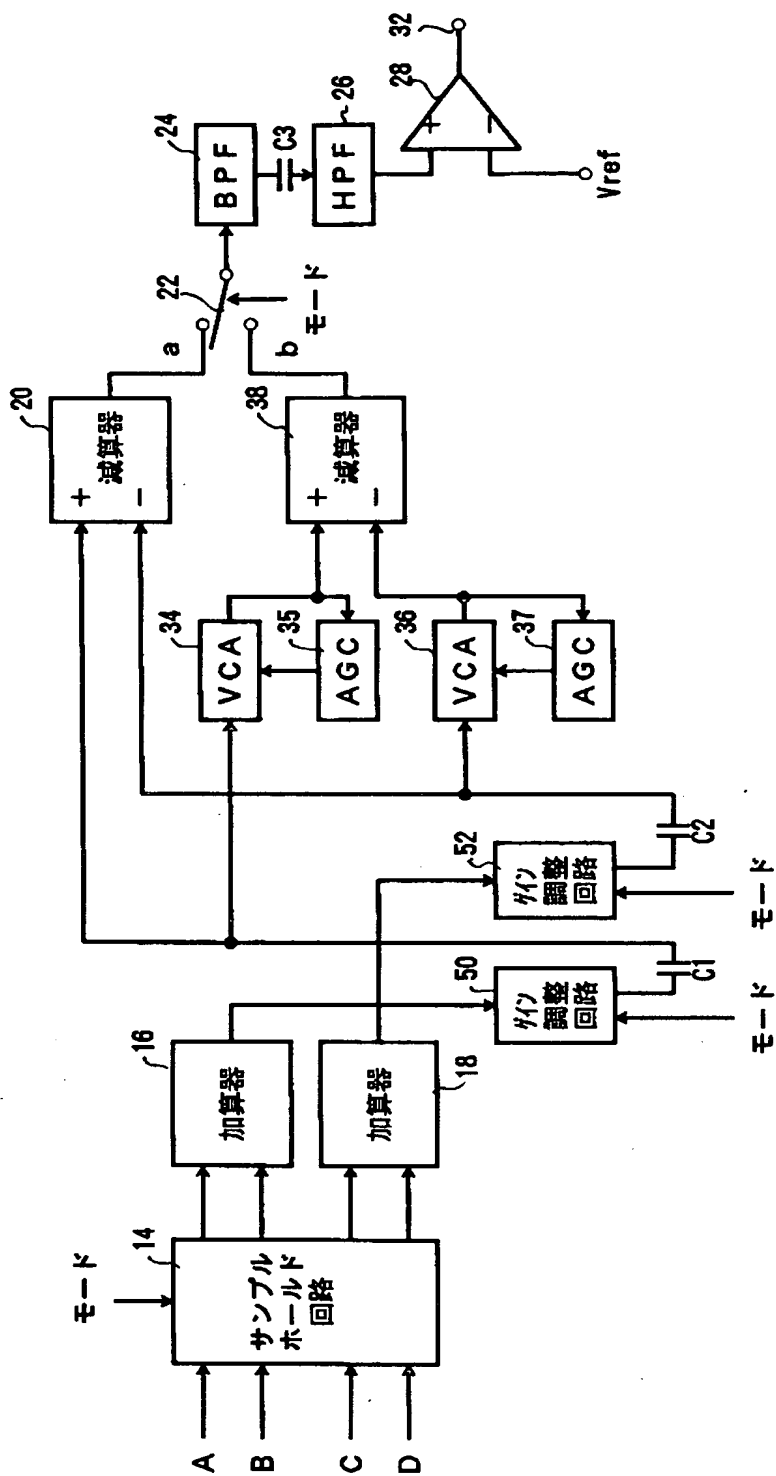 A
B
C
D
モード
14
サンプル
ホールド
回路
16
加算器
18
加算器
50
ゲイン
調整
回路
モード
C1
52
ゲイン
調整
回路
モード
C2
34
VCA
35
AGC
36
VCA
37
AGC
20
+
−
減算器
38
+
−
減算器
a
b
22
モード
24
BPF
C3
26
HPF
28
+
−
Vref
32